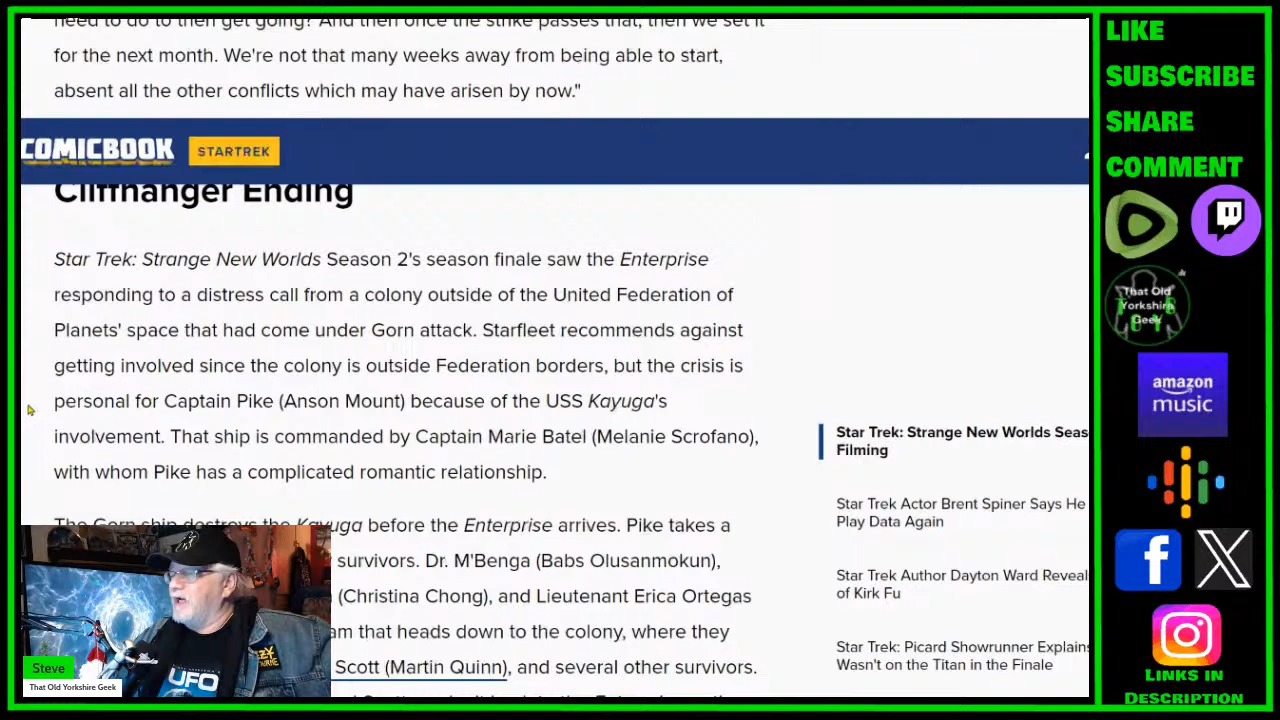 need to do to then get going? And then once the strike passes that, then we set it
for the next month. We're not that many weeks away from being able to start,
absent all the other conflicts which may have arisen by now."
COMICBOOK STARTREK
Cliffhanger Ending
Star Trek: Strange New Worlds Season 2's season finale saw the Enterprise
responding to a distress call from a colony outside of the United Federation of
Planets' space that had come under Gorn attack. Starfleet recommends against
getting involved since the colony is outside Federation borders, but the crisis is
personal for Captain Pike (Anson Mount) because of the USS Kayuga's
involvement. That ship is commanded by Captain Marie Batel (Melanie Scrofano),
with whom Pike has a complicated romantic relationship.
The Gorn ship destroys the Kayuga before the Enterprise arrives. Pike takes a
survivors. Dr. M'Benga (Babs Olusanmokun),
(Christina Chong), and Lieutenant Erica Ortegas
am that heads down to the colony, where they
Scott (Martin Quinn), and several other survivors.
Star Trek: Strange New Worlds Seas
Filming
Star Trek Actor Brent Spiner Says He
Play Data Again
Star Trek Author Dayton Ward Reveal
of Kirk Fu
Star Trek: Picard Showrunner Explains
Wasn't on the Titan in the Finale
UFO
Steve
That Old Yorkshire Geek
LIKE
SUBSCRIBE
SHARE
COMMENT
That Old
Yorkshire
Geek
amazon
music
LINKS IN
DESCRIPTION